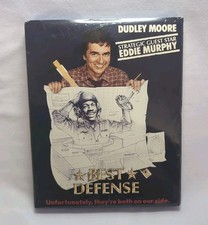 DUDLEY MOORE
STRATEGIC GUEST STAR
EDDIE MURPHY
BEST
DEFENSE
Unfortunately, they're both on our side.